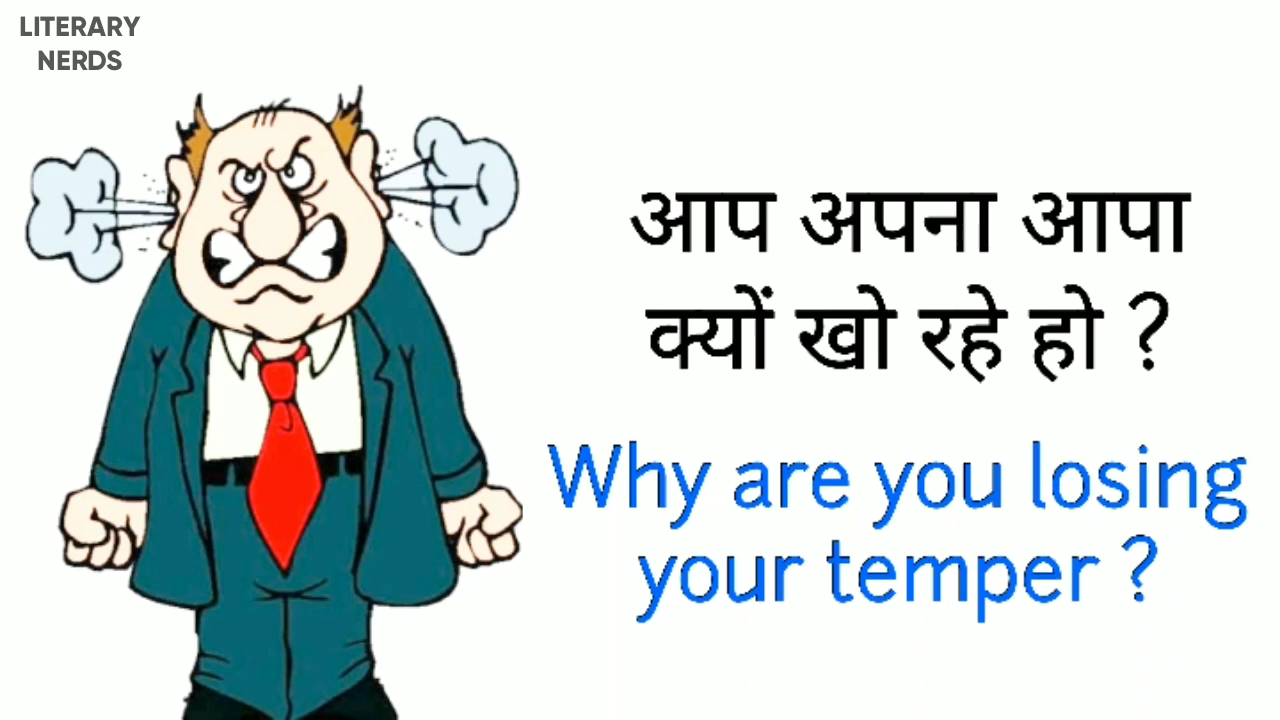 LITERARY
NERDS
आप अपना आपा
क्यों खो रहे हो ?
Why are you losing
your temper ?